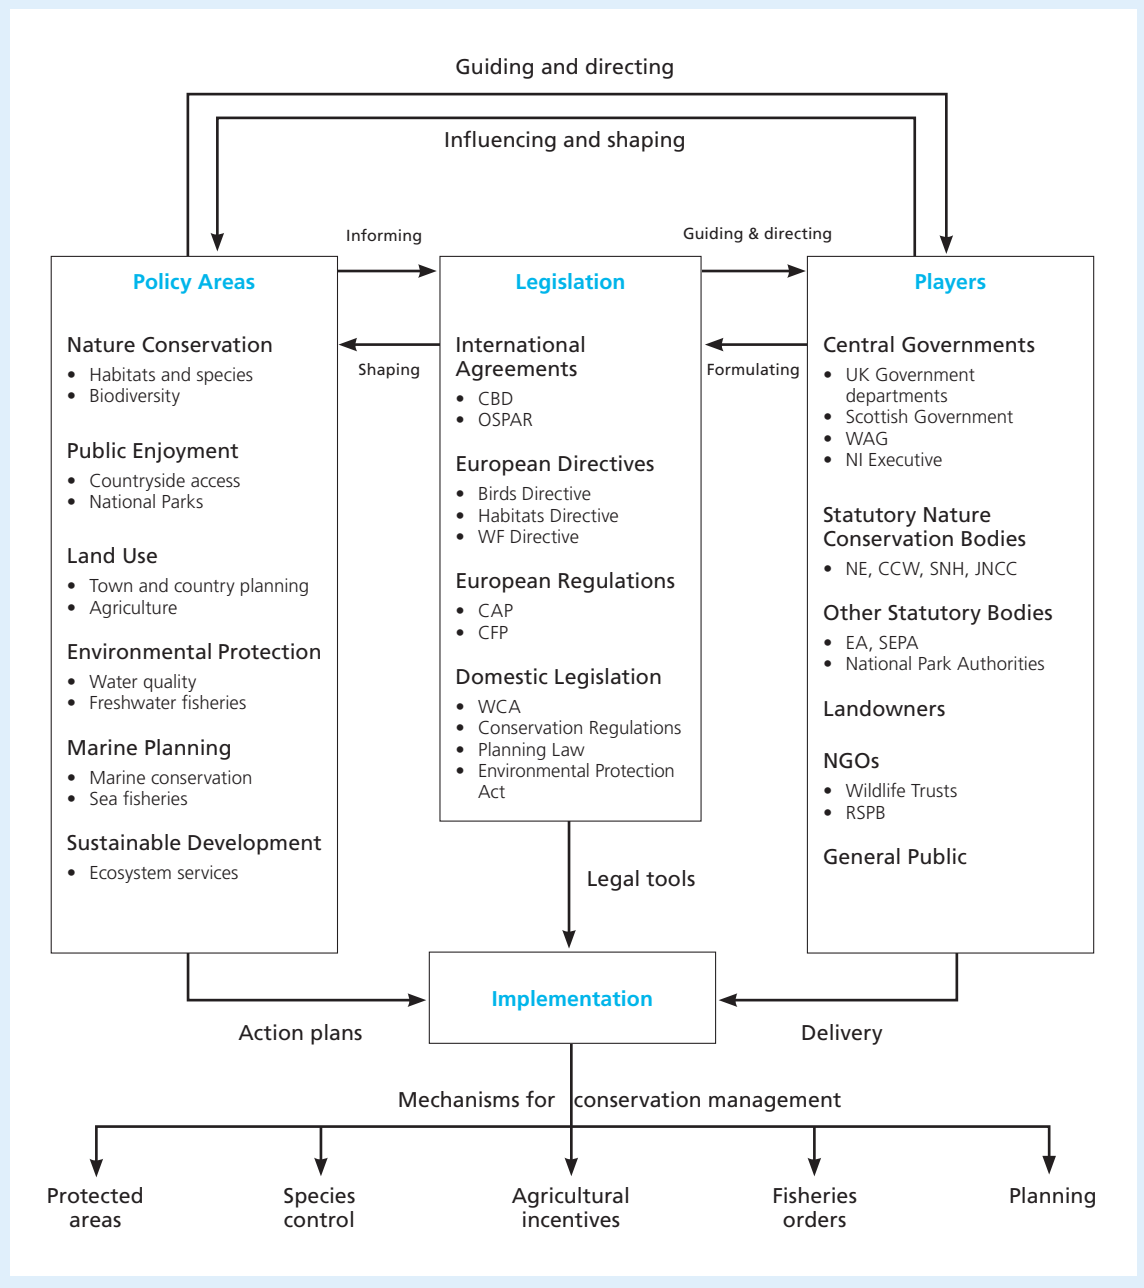 Guiding and directing
Influencing and shaping
Informing
Guiding & directing
Shaping
Formulating
Policy Areas
Nature Conservation
• Habitats and species
• Biodiversity
Public Enjoyment
• Countryside access
• National Parks
Land Use
• Town and country planning
• Agriculture
Environmental Protection
• Water quality
• Freshwater fisheries
Marine Planning
• Marine conservation
• Sea fisheries
Sustainable Development
• Ecosystem services
Legislation
International
Agreements
• CBD
• OSPAR
European Directives
• Birds Directive
• Habitats Directive
• WF Directive
European Regulations
• CAP
• CFP
Domestic Legislation
• WCA
• Conservation Regulations
• Planning Law
• Environmental Protection
Act
Players
Central Governments
• UK Government
departments
• Scottish Government
• WAG
• NI Executive
Statutory Nature
Conservation Bodies
• NE, CCW, SNH, JNCC
Other Statutory Bodies
• EA, SEPA
• National Park Authorities
Landowners
NGOs
• Wildlife Trusts
• RSPB
General Public
Legal tools
Implementation
Action plans
Delivery
Mechanisms for conservation management
Protected
areas
Species
control
Agricultural
incentives
Fisheries
orders
Planning